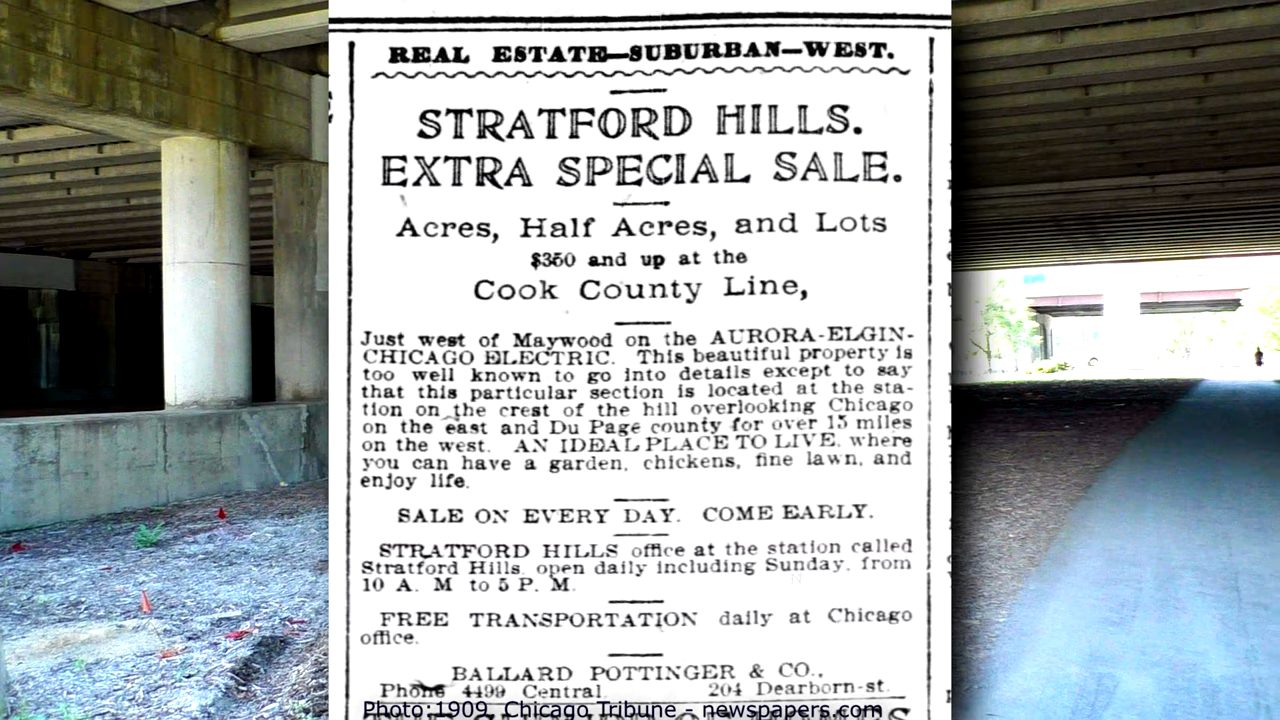 REAL ESTATE—SUBURBAN—WEST.
STRATFORD HILLS.
EXTRA SPECIAL SALE.
Acres, Half Acres, and Lots
$350 and up at the
Cook County Line,
Just west of Maywood on the AURORA-ELGIN-
CHICAGO ELECTRIC. This beautiful property is
too well known to go into details except to say
that this particular section is located at the sta-
tion on the crest of the hill overlooking Chicago
on the east and Du Page county for over 15 miles
on the west. AN IDEAL PLACE TO LIVE, where
you can have a garden, chickens, fine lawn, and
enjoy life.
SALE ON EVERY DAY. COME EARLY.
STRATFORD HILLS office at the station called
Stratford Hills, open daily including Sunday, from
10 A. M to 5 P. M.
FREE TRANSPORTATION daily at Chicago
office.
BALLARD POTTINGER & CO.,
Phone 4499 Central. 204 Dearborn-st.
Photo: 1909, Chicago Tribune - newspapers.com